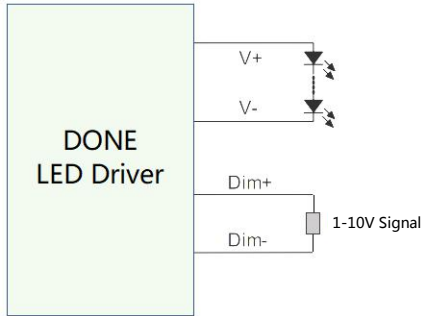 V+
V-
DONE
LED Driver
Dim+
1-10V Signal
Dim-